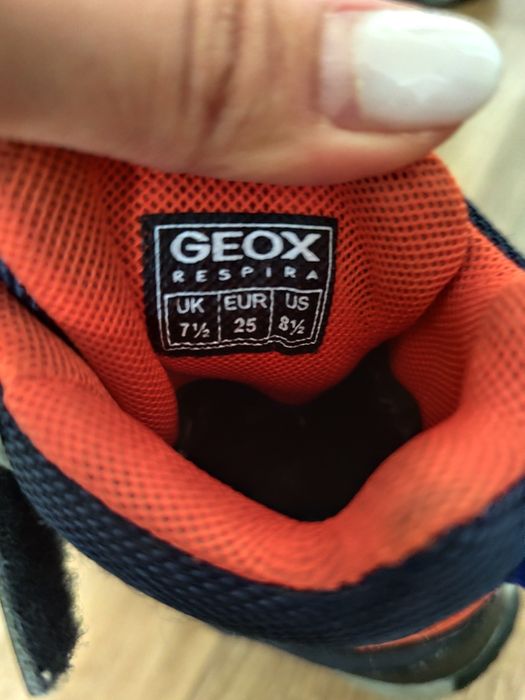 GEOX
RESPIRA
UK EUR US
7½ 25 8½